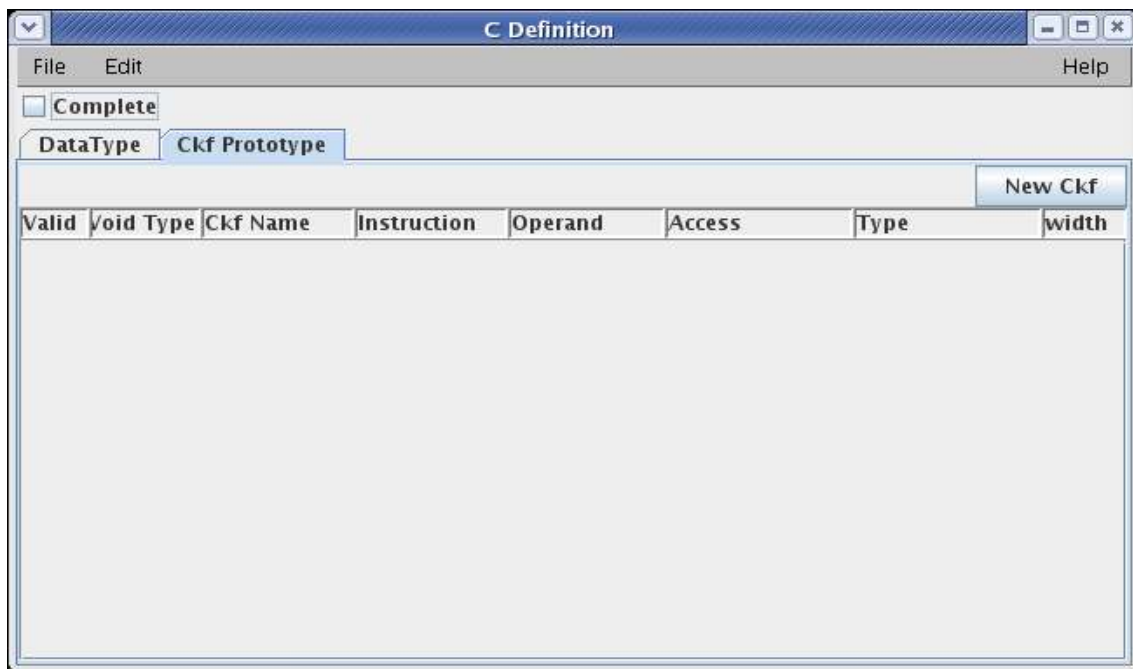 C Definition
File Edit Help
Complete
DataType Ckf Prototype
New Ckf
Valid Void Type Ckf Name Instruction Operand Access Type width